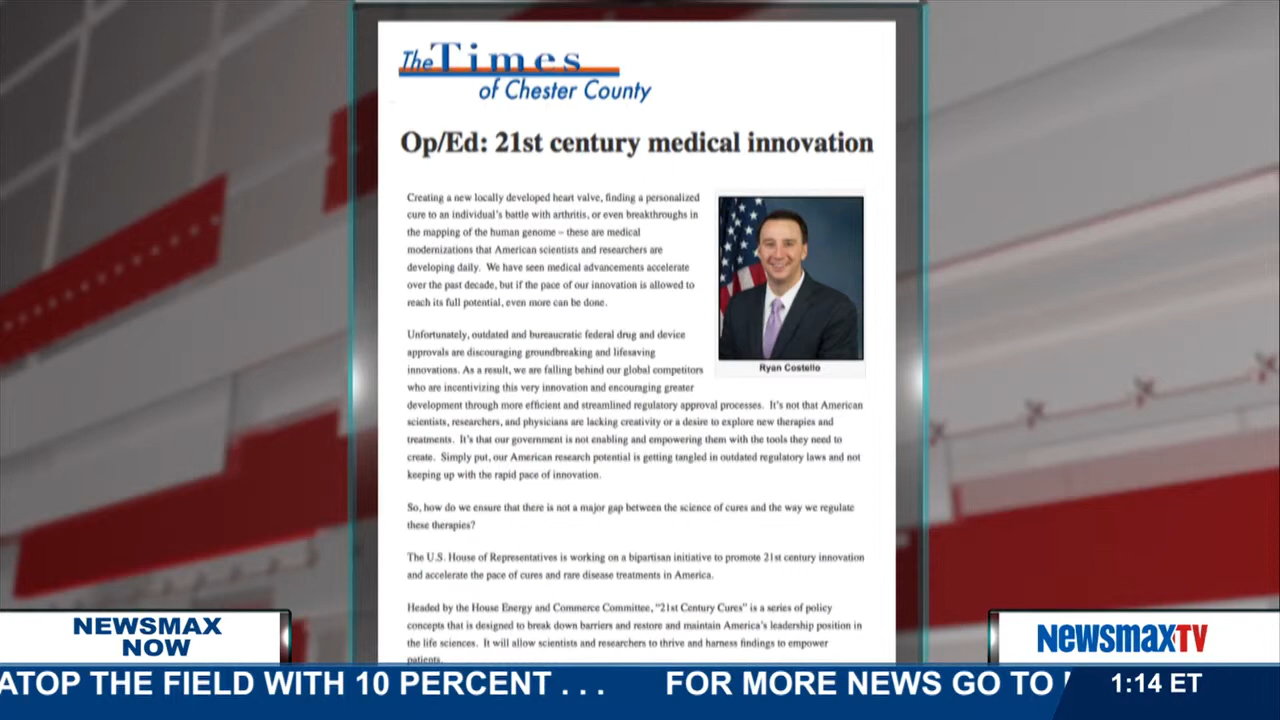 The Times
of Chester County
Op/Ed: 21st century medical innovation
Creating a new locally developed heart valve, finding a personalized
cure to an individual's battle with arthritis, or even breakthroughs in
the mapping of the human genome – these are medical
modernizations that American scientists and researchers are
developing daily.  We have seen medical advancements accelerate
over the past decade, but if the pace of our innovation is allowed to
reach its full potential, even more can be done.
Ryan Costello
Unfortunately, outdated and bureaucratic federal drug and device
approvals are discouraging groundbreaking and lifesaving
innovations. As a result, we are falling behind our global competitors
who are incentivizing this very innovation and encouraging greater
development through more efficient and streamlined regulatory approval processes.  It's not that American
scientists, researchers, and physicians are lacking creativity or a desire to explore new therapies and
treatments.  It's that our government is not enabling and empowering them with the tools they need to
create.  Simply put, our American research potential is getting tangled in outdated regulatory laws and not
keeping up with the rapid pace of innovation.
So, how do we ensure that there is not a major gap between the science of cures and the way we regulate
these therapies?
The U.S. House of Representatives is working on a bipartisan initiative to promote 21st century innovation
and accelerate the pace of cures and rare disease treatments in America.
Headed by the House Energy and Commerce Committee, "21st Century Cures" is a series of policy
concepts that is designed to break down barriers and restore and maintain America's leadership position in
the life sciences.  It will allow scientists and researchers to thrive and harness findings to empower
patients.
NEWSMAX
NOW
NEWSMAXTV
ATOP THE FIELD WITH 10 PERCENT . . . FOR MORE NEWS GO TO
1:14 ET